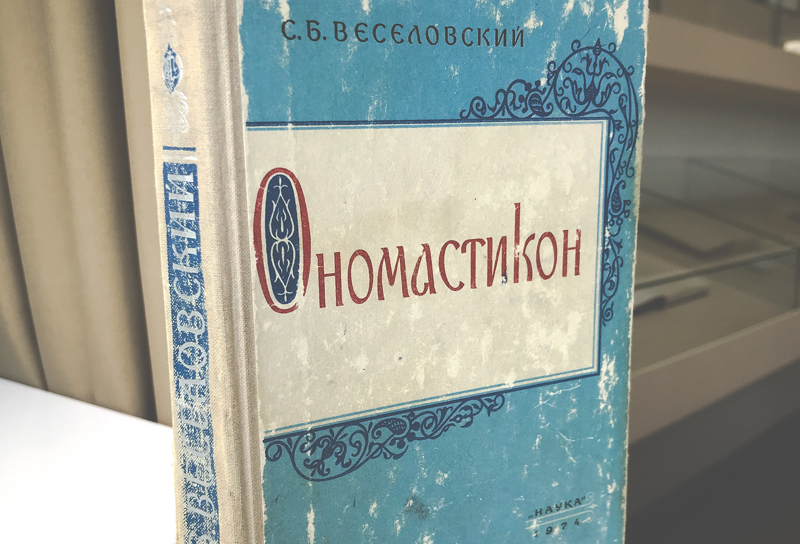 С.Б. ВЕСЕЛОВСКИЙ
ОномастиКон
„НАУКА“
1974
ВЕСЕЛОВСКИЙ